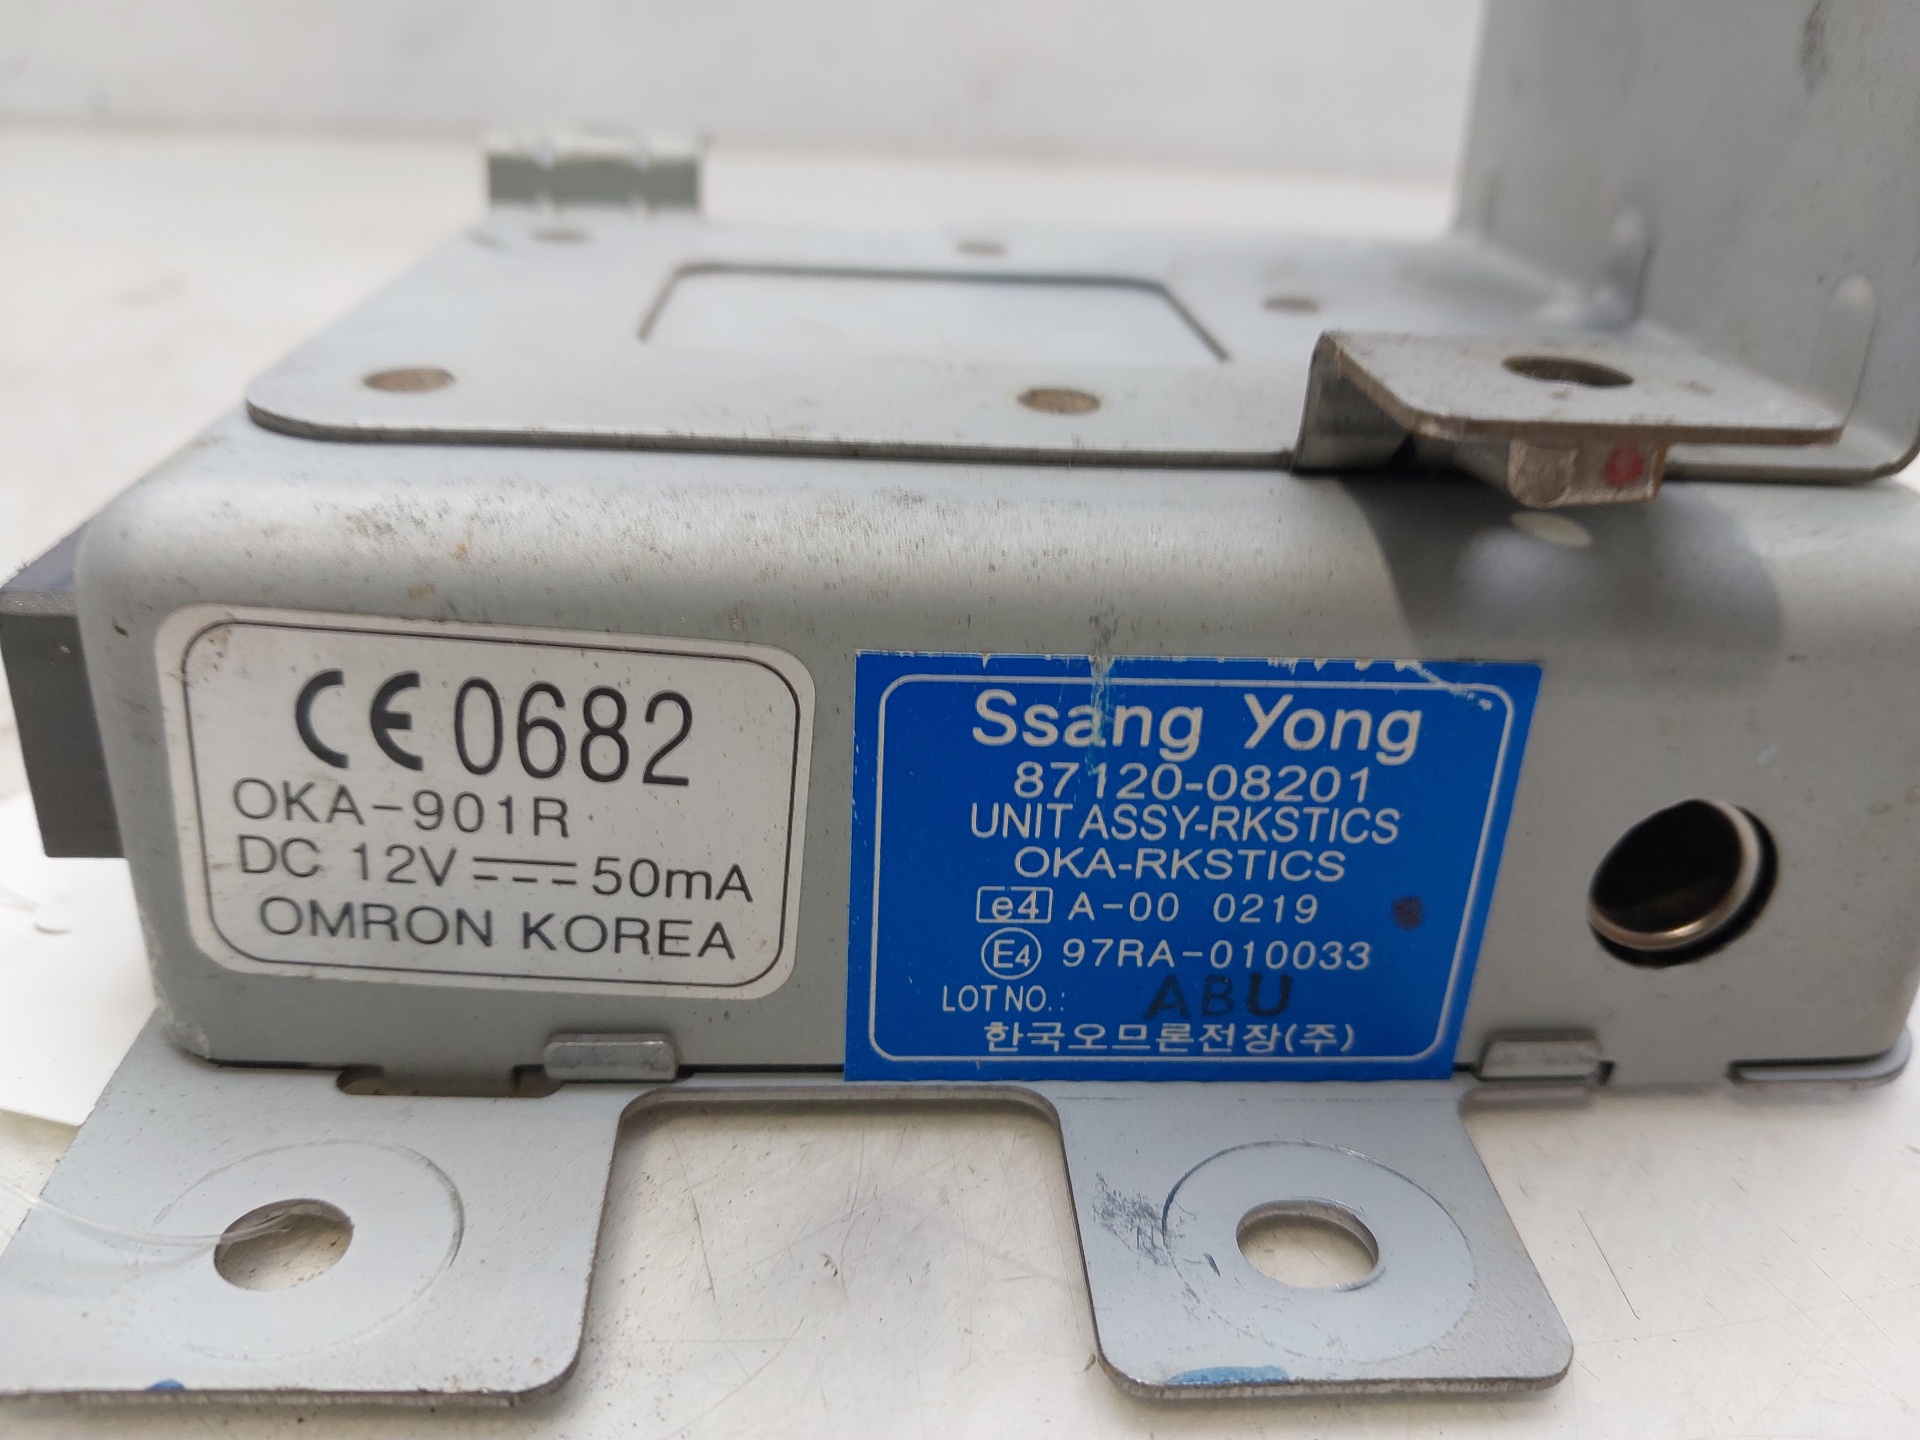 CE 0682
OKA-901R
DC 12V ⎓ 50mA
OMRON KOREA
Ssang Yong
87120-08201
UNIT ASSY-RKSTICS
OKA-RKSTICS
e4 A-00 0219
E4 97RA-010033
LOT NO.: ABU
한국오므론전장(주)